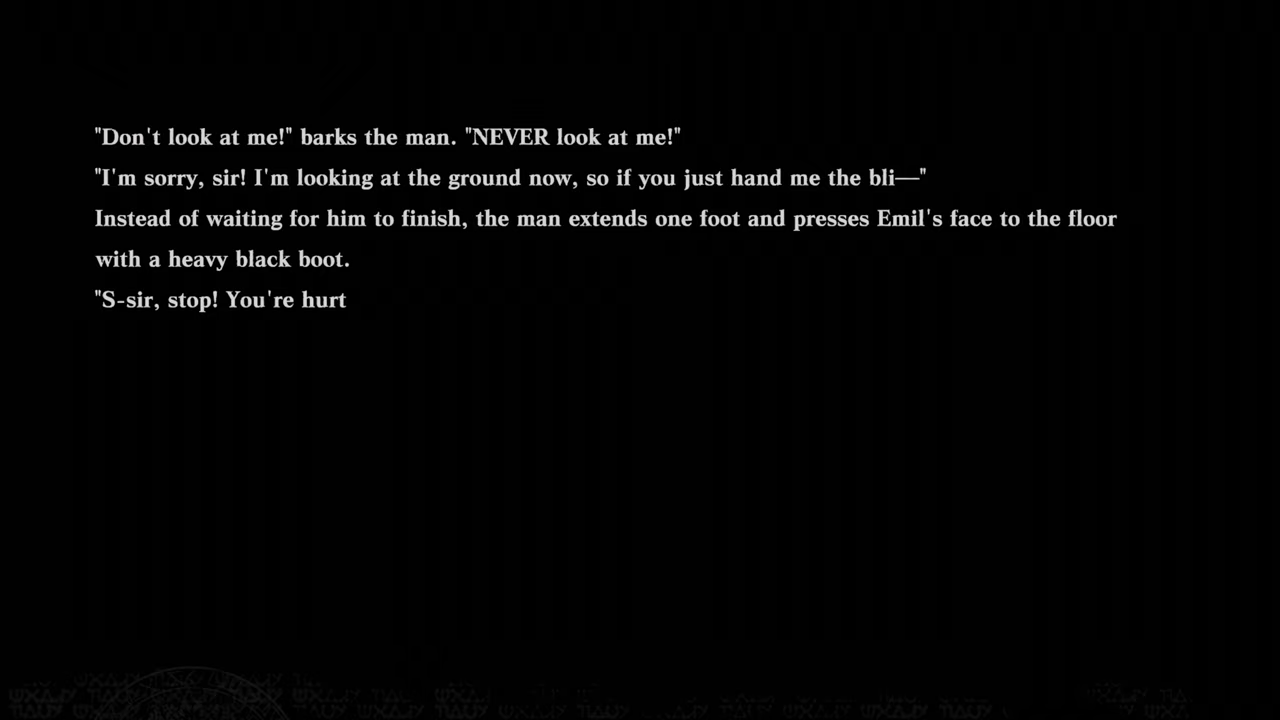 "Don't look at me!" barks the man. "NEVER look at me!"
"I'm sorry, sir! I'm looking at the ground now, so if you just hand me the bli—"
Instead of waiting for him to finish, the man extends one foot and presses Emil's face to the floor
with a heavy black boot.
"S-sir, stop! You're hurt